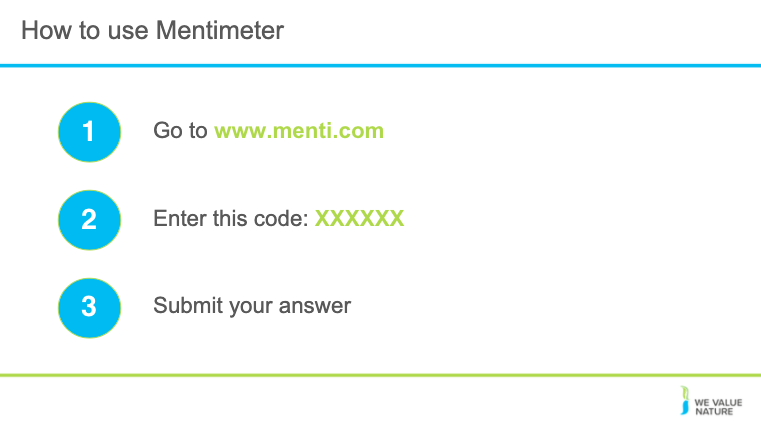 How to use Mentimeter
1
Go to www.menti.com
2
Enter this code: XXXXXX
3
Submit your answer
WE VALUE
NATURE